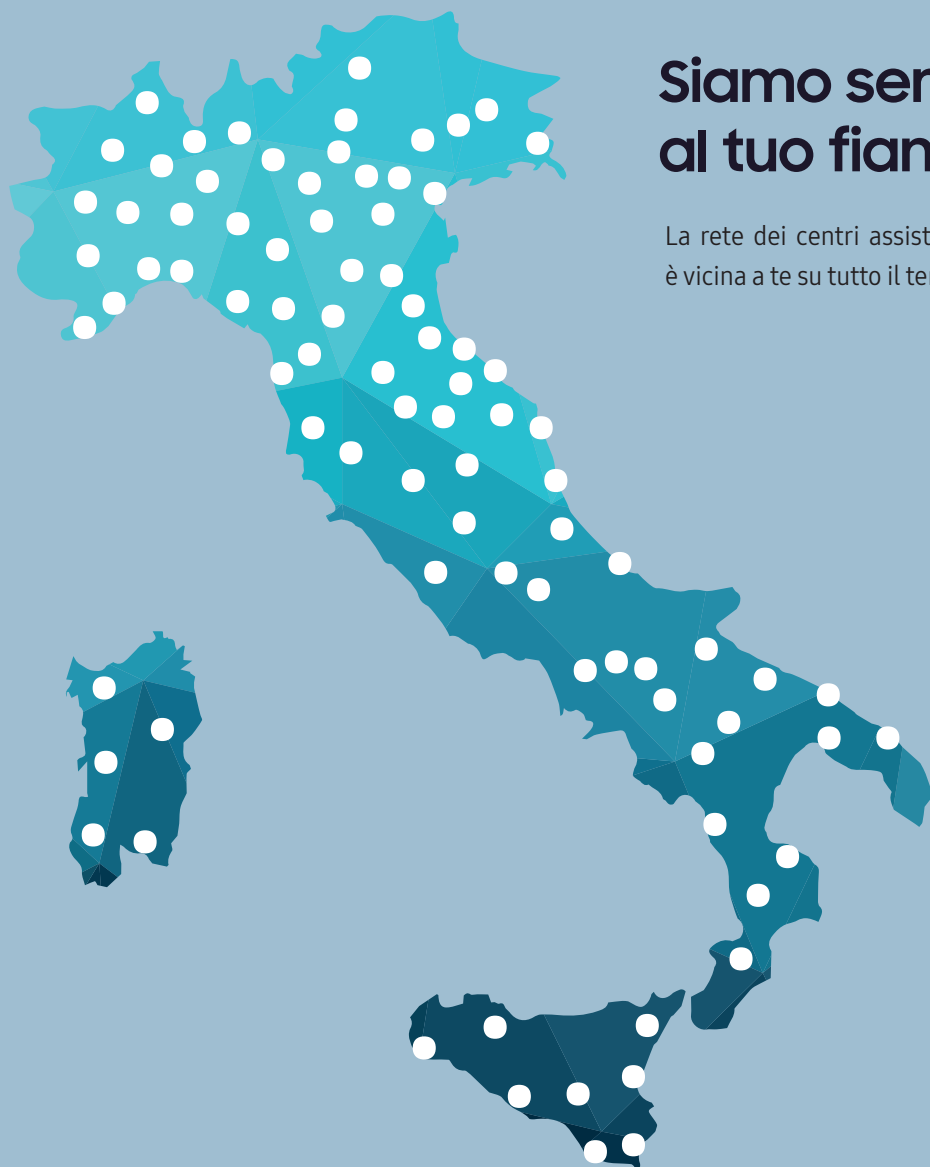 Siamo ser
al tuo fian
La rete dei centri assist
è vicina a te su tutto il te